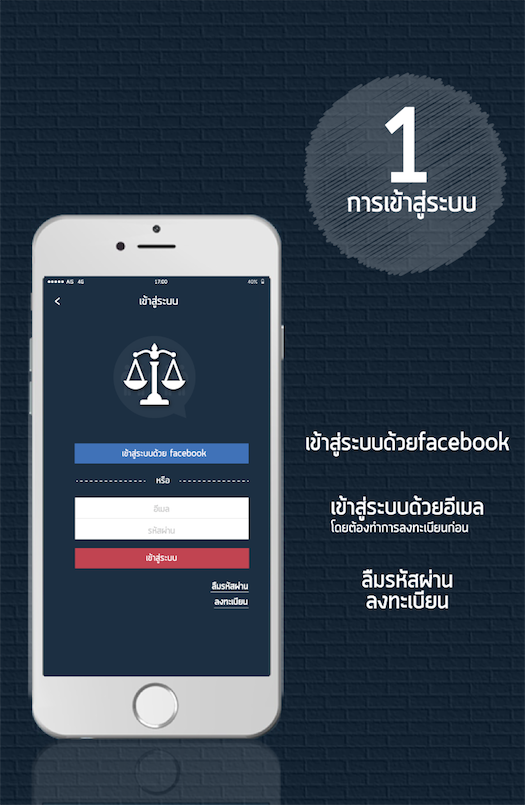 1
การเข้าสู่ระบบ
AIS 4G 17:00 40%
เข้าสู่ระบบ
เข้าสู่ระบบด้วย facebook
หรือ
อีเมล
รหัสผ่าน
เข้าสู่ระบบ
ลืมรหัสผ่าน
ลงทะเบียน
เข้าสู่ระบบด้วยfacebook
เข้าสู่ระบบด้วยอีเมล
โดยต้องทำการลงทะเบียนก่อน
ลืมรหัสผ่าน
ลงทะเบียน